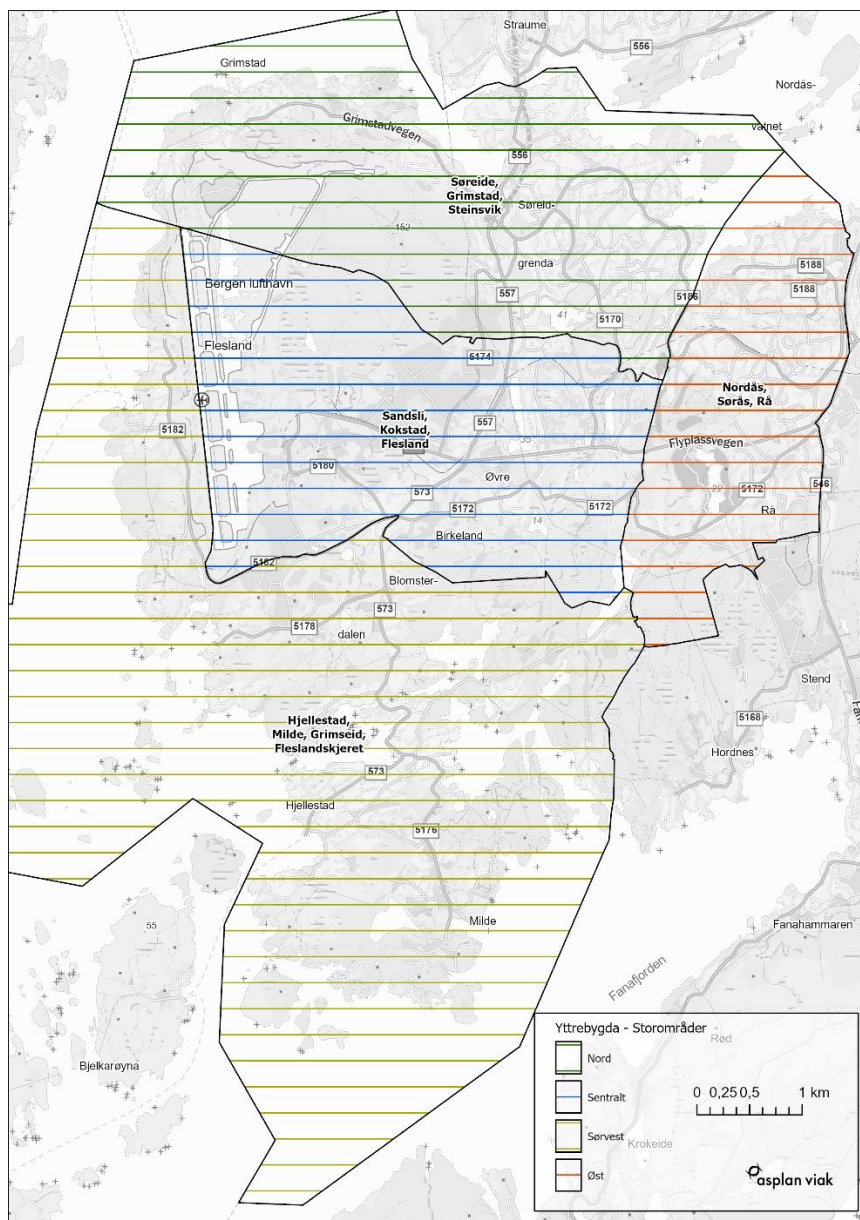 Straume
556
Grimstad
Nordås-
vatnet
Grimstadvegen
556
Søreide,
Grimstad,
Steinsvik
Søreid-
152
grenda
5188
5188
Bergen lufthavn
557
5186
41
5170
Flesland
5174
Nordås,
Sørås, Rå
Sandsli,
Kokstad,
Flesland
5182
557
35
Flyplassvegen
5180
Øvre
546
573
5172
5172
22
5172
Rå
14
Birkeland
5182
Blomster-
573
5178
dalen
Stend
Hjellestad,
Milde, Grimseid,
Fleslandskjeret
5168
Hordnes
573
Hjellestad
5176
55
Milde
Fanahammaren
Fanafjorden
Yttrebygda - Storområder
Nord
Rød
Bjelkarøyna
Sentralt
0 0,25 0,5 1 km
Sørvest
Krokeide
Øst
asplan viak